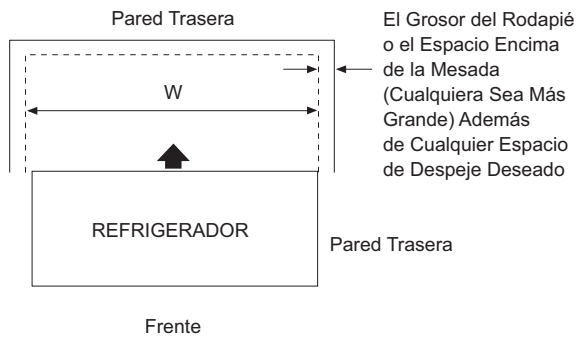 Pared Trasera
El Grosor del Rodapié
o el Espacio Encima
de la Mesada
(Cualquiera Sea Más
Grande) Además
de Cualquier Espacio
de Despeje Deseado
W
REFRIGERADOR
Pared Trasera
Frente